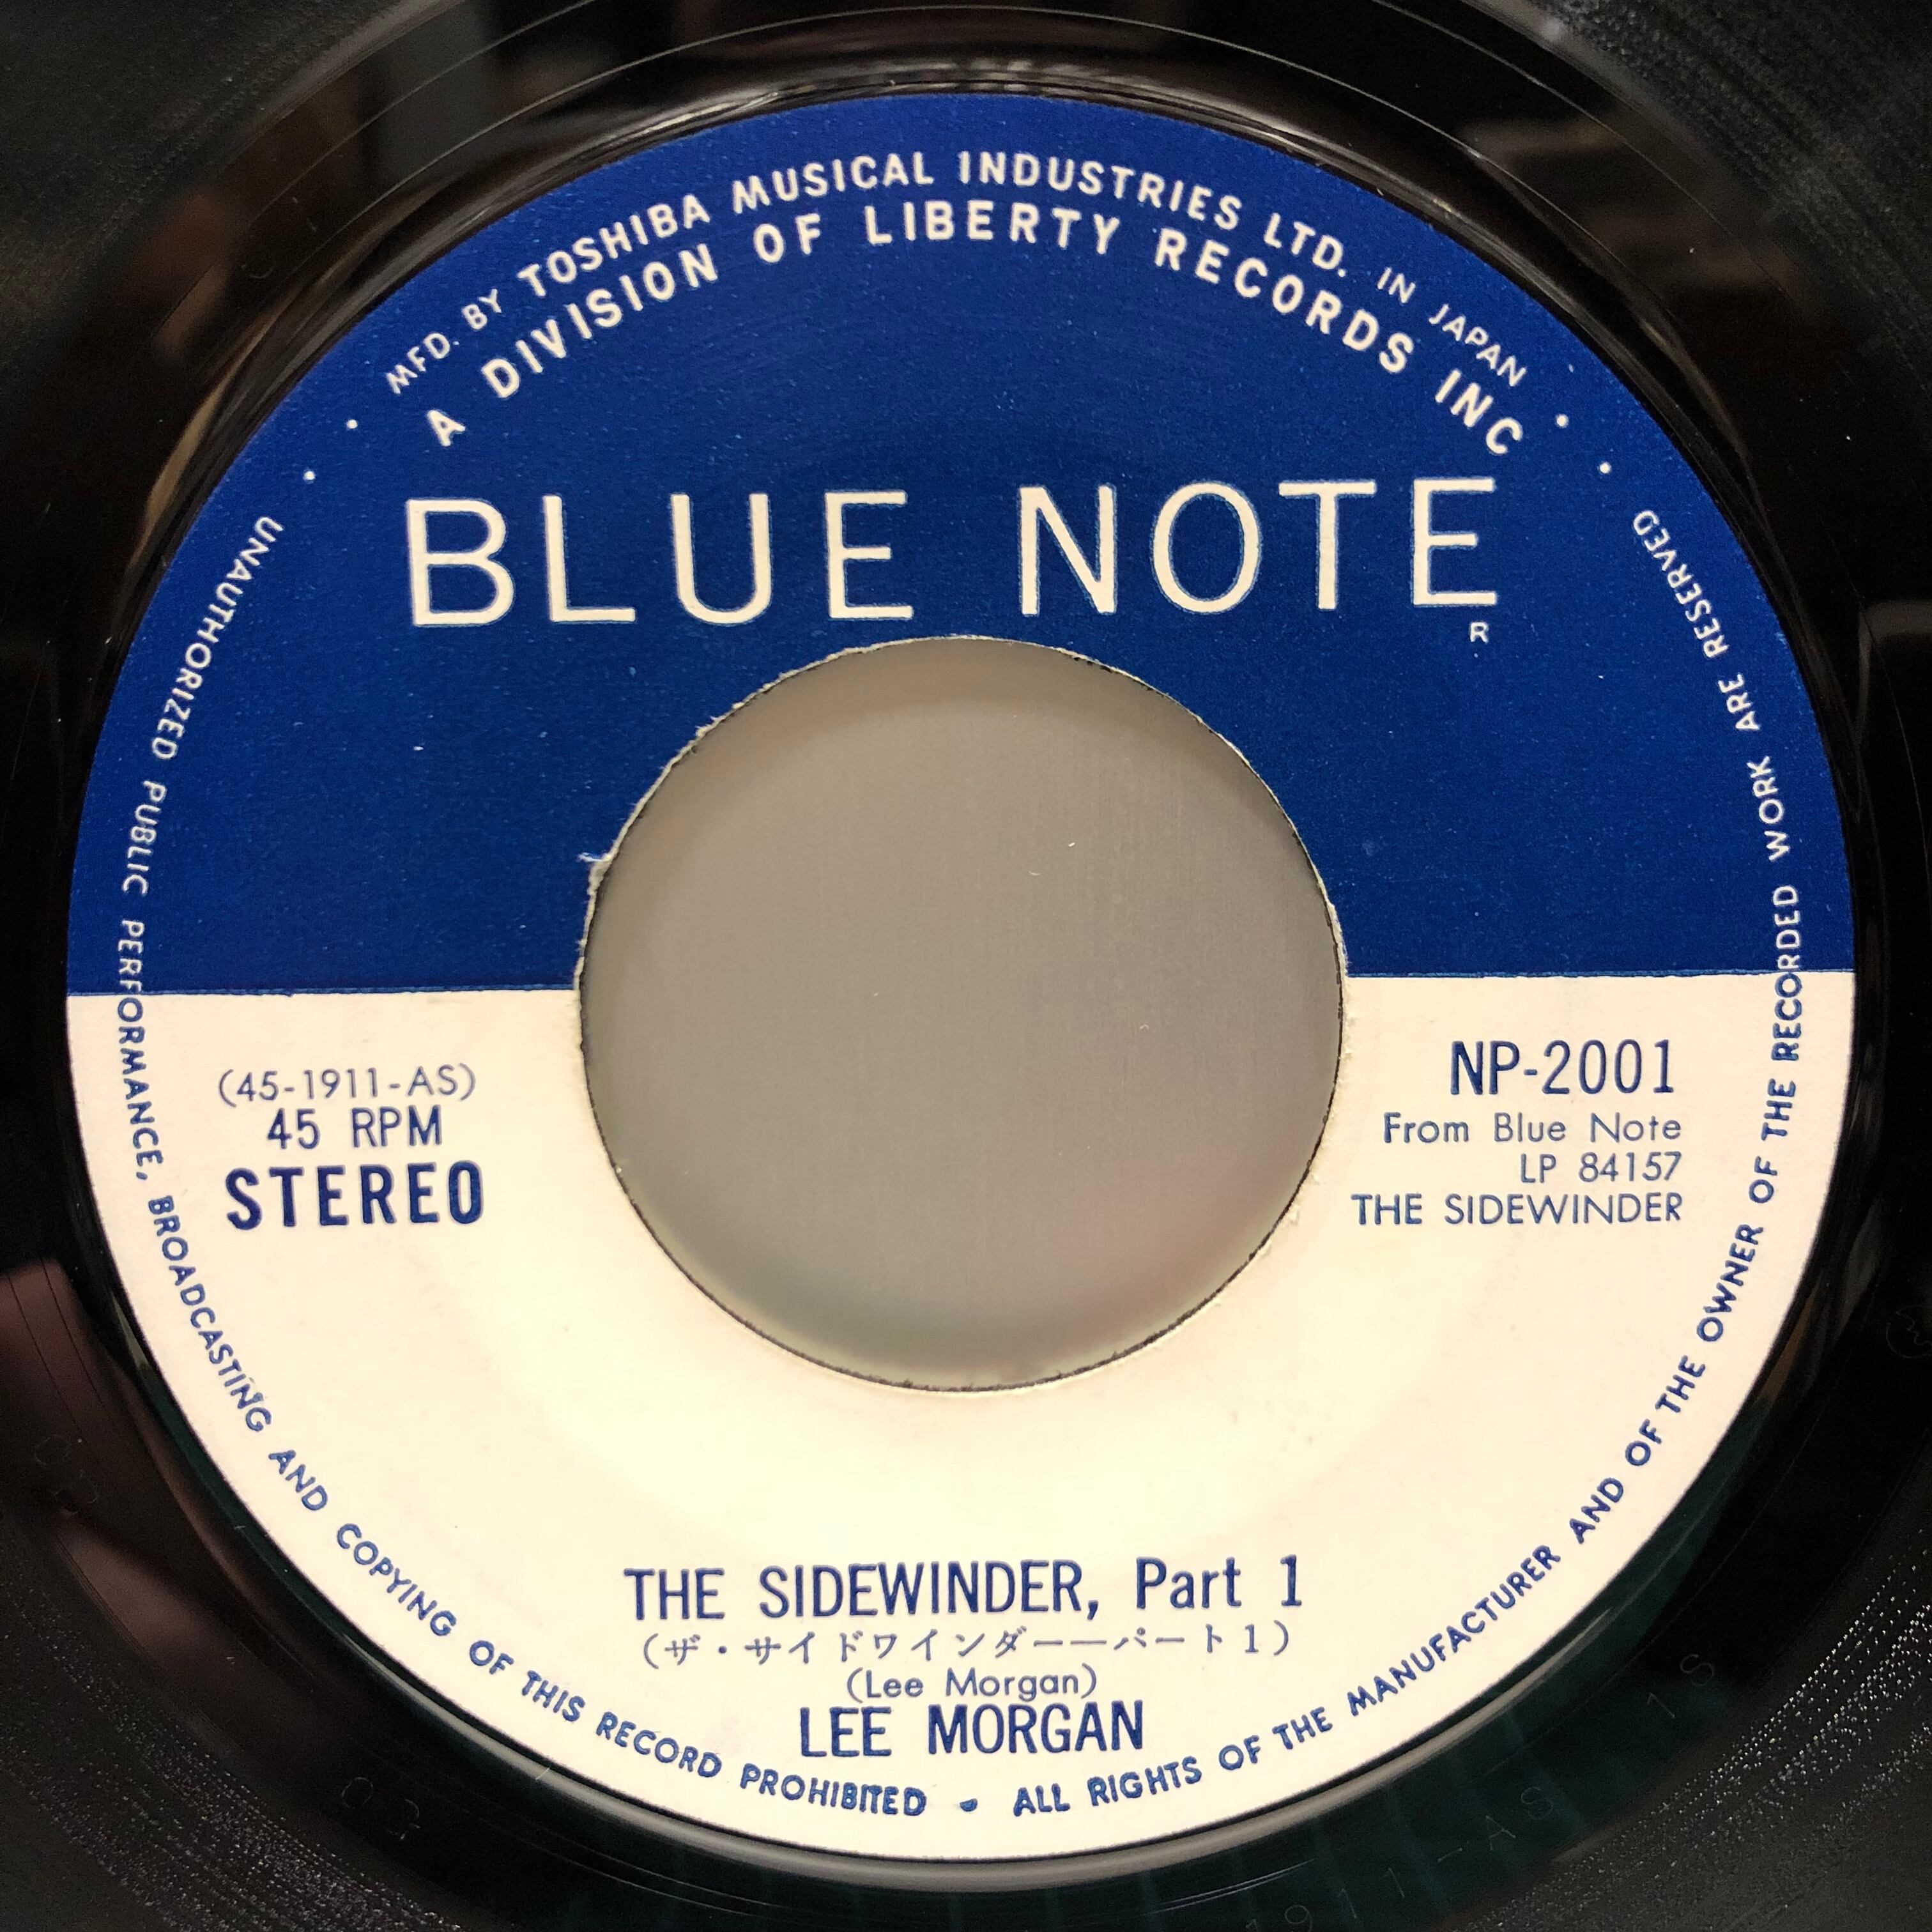 MFD. BY TOSHIBA MUSICAL INDUSTRIES LTD. IN JAPAN
A DIVISION OF LIBERTY RECORDS INC
BLUE NOTE
R
(45-1911-AS)
45 RPM
STEREO
NP-2001
From Blue Note
LP 84157
THE SIDEWINDER
THE SIDEWINDER, Part 1
(ザ・サイドワインダー—パート1)
(Lee Morgan)
LEE MORGAN
UNAUTHORIZED PUBLIC PERFORMANCE, BROADCASTING AND COPYING OF THIS RECORD PROHIBITED • ALL RIGHTS OF THE MANUFACTURER AND OF THE OWNER OF THE RECORDED WORK ARE RESERVED